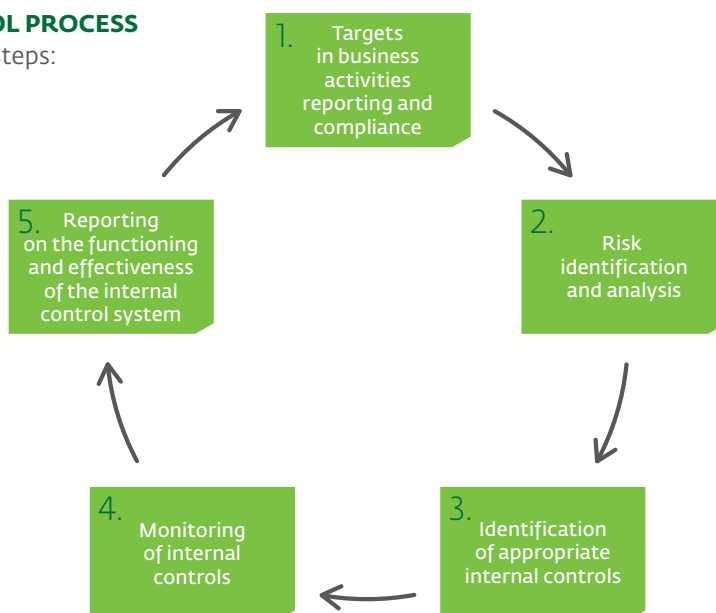 OL PROCESS
steps:
1.
Targets
in business
activities
reporting and
compliance
2.
Risk
identification
and analysis
3.
Identification
of appropriate
internal controls
4.
Monitoring
of internal
controls
5.
Reporting
on the functioning
and effectiveness
of the internal
control system